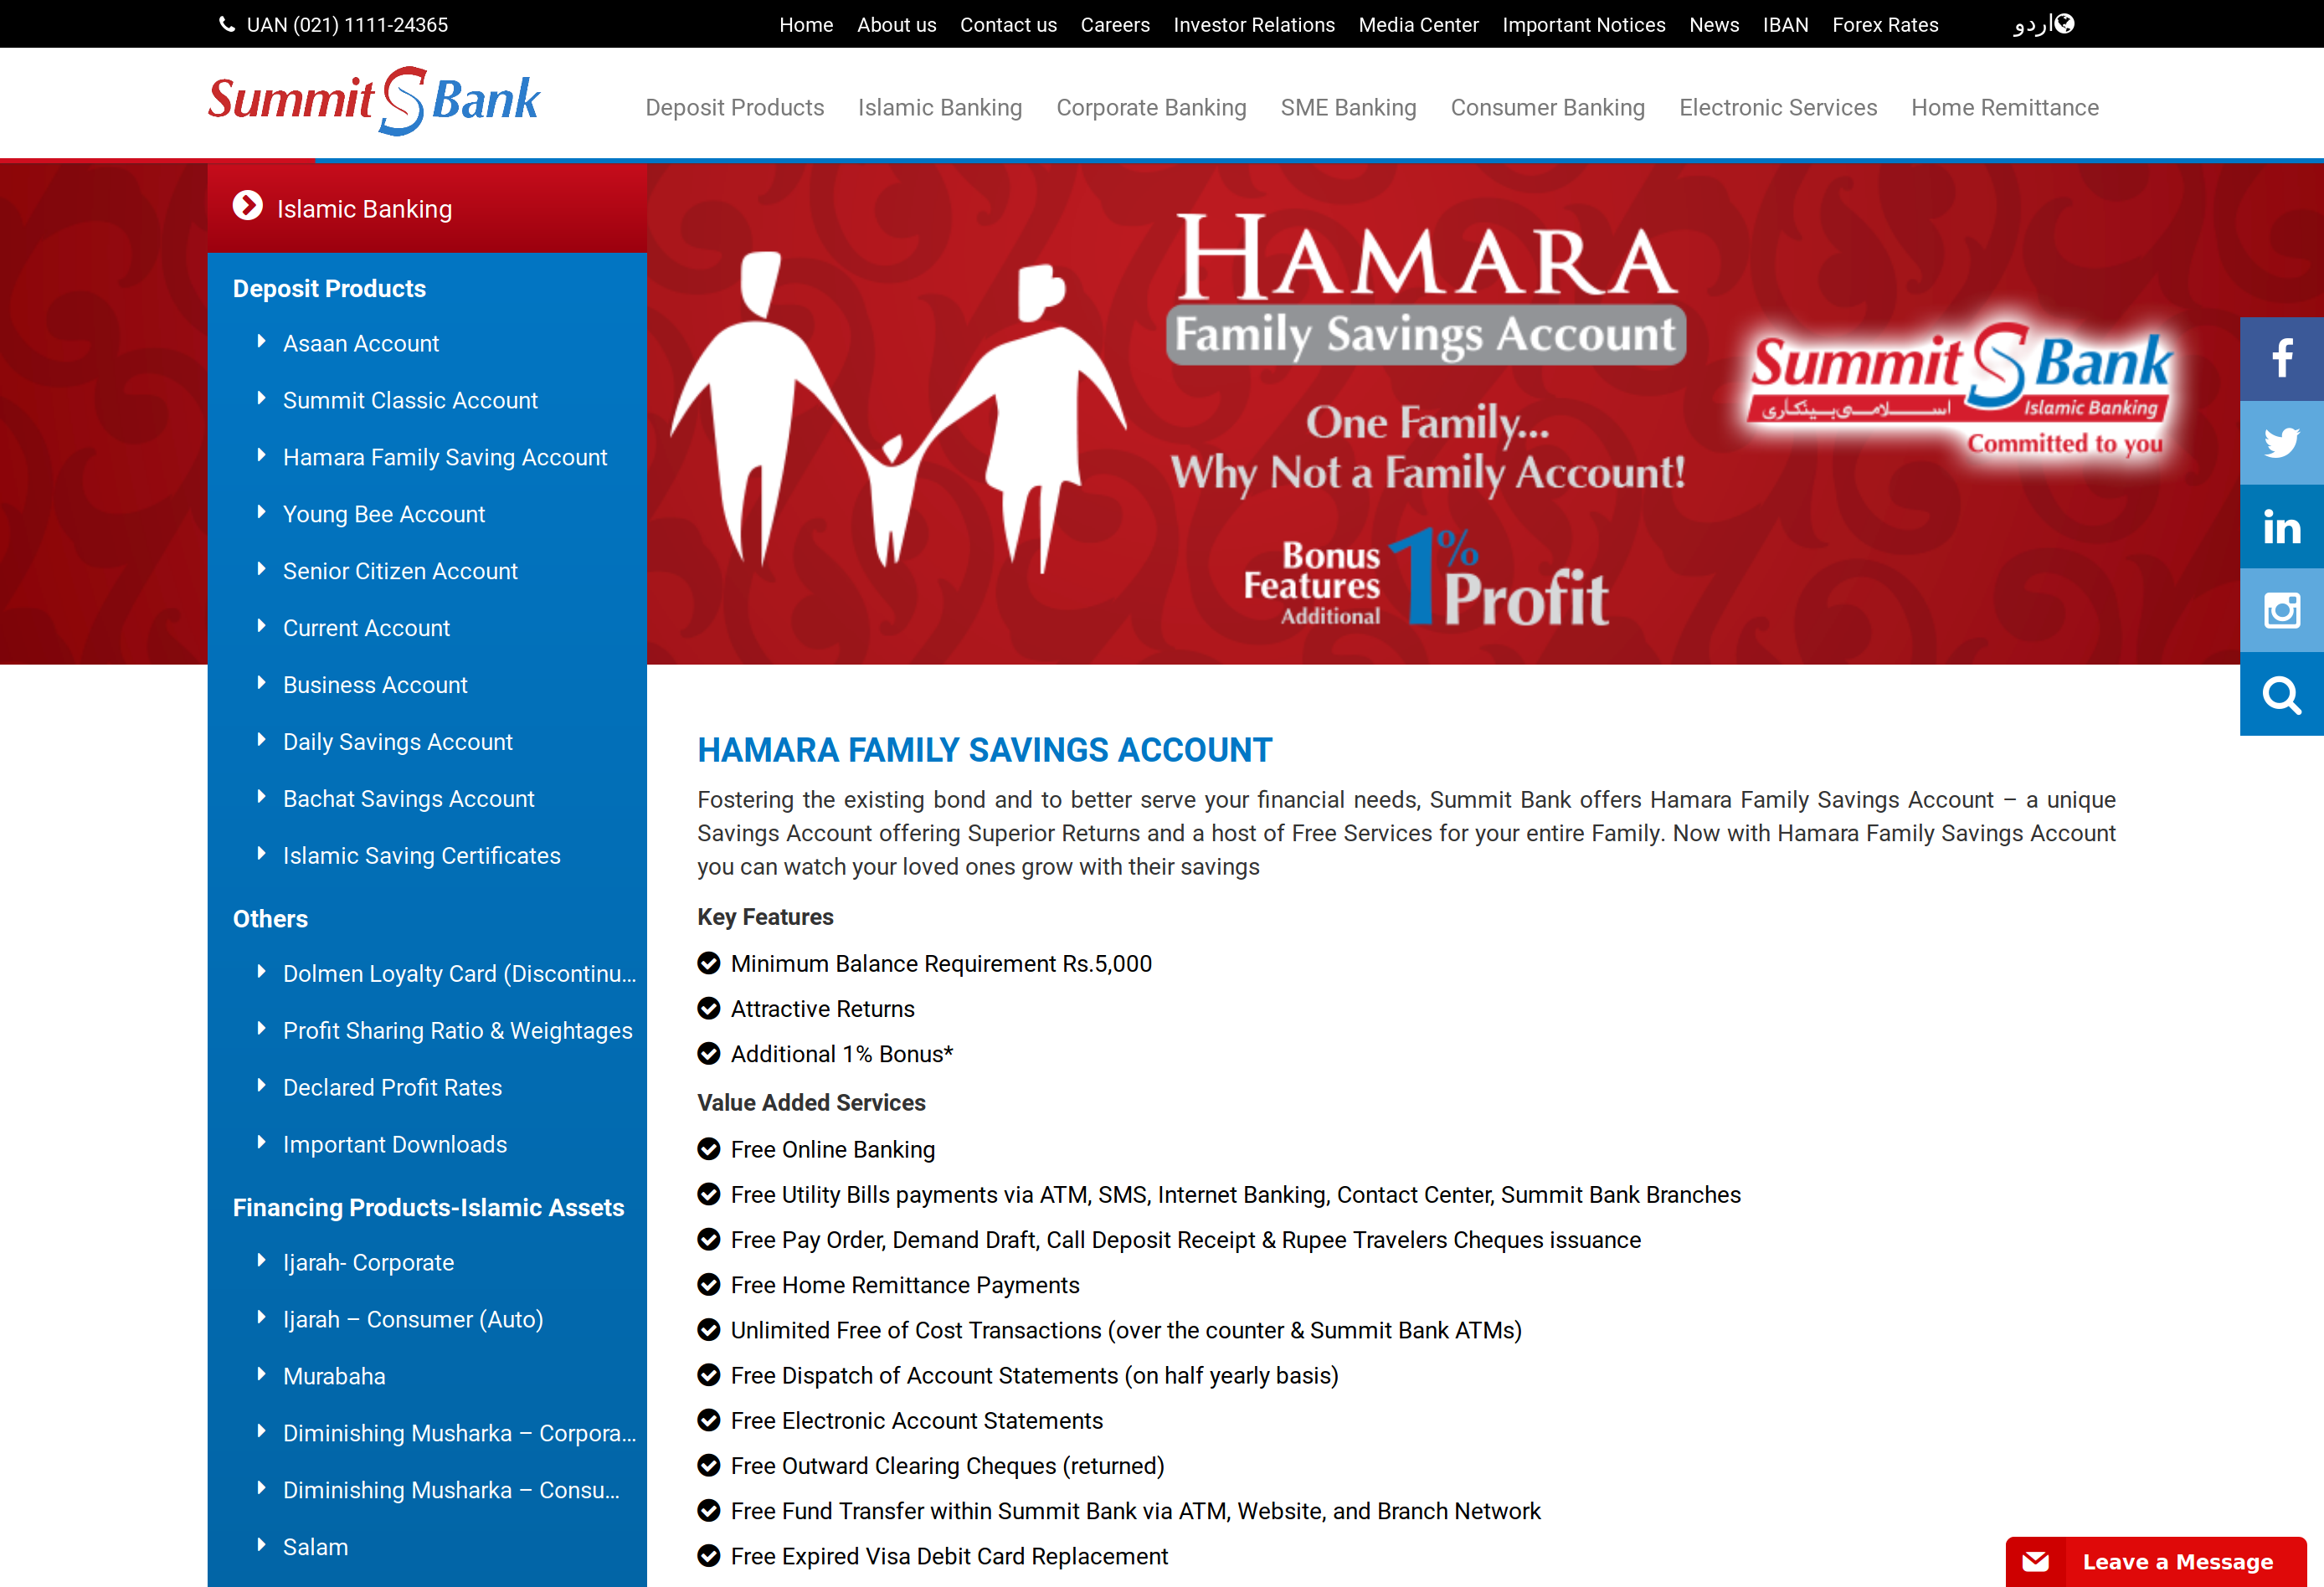 UAN (021) 1111-24365
Home About us Contact us Careers Investor Relations Media Center Important Notices News IBAN Forex Rates اردو
Summit S Bank
Deposit Products Islamic Banking Corporate Banking SME Banking Consumer Banking Electronic Services Home Remittance
Islamic Banking
Deposit Products
Asaan Account
Summit Classic Account
Hamara Family Saving Account
Young Bee Account
Senior Citizen Account
Current Account
Business Account
Daily Savings Account
Bachat Savings Account
Islamic Saving Certificates
Others
Dolmen Loyalty Card (Discontinu...
Profit Sharing Ratio & Weightages
Declared Profit Rates
Important Downloads
Financing Products-Islamic Assets
Ijarah- Corporate
Ijarah – Consumer (Auto)
Murabaha
Diminishing Musharka – Corpora...
Diminishing Musharka – Consu...
Salam
HAMARA
Family Savings Account
One Family...
Why Not a Family Account!
Bonus
Features
Additional
1% Profit
Summit S Bank
اسلامی بینکاری
Islamic Banking
Committed to you
HAMARA FAMILY SAVINGS ACCOUNT
Fostering the existing bond and to better serve your financial needs, Summit Bank offers Hamara Family Savings Account – a unique
Savings Account offering Superior Returns and a host of Free Services for your entire Family. Now with Hamara Family Savings Account
you can watch your loved ones grow with their savings
Key Features
Minimum Balance Requirement Rs.5,000
Attractive Returns
Additional 1% Bonus*
Value Added Services
Free Online Banking
Free Utility Bills payments via ATM, SMS, Internet Banking, Contact Center, Summit Bank Branches
Free Pay Order, Demand Draft, Call Deposit Receipt & Rupee Travelers Cheques issuance
Free Home Remittance Payments
Unlimited Free of Cost Transactions (over the counter & Summit Bank ATMs)
Free Dispatch of Account Statements (on half yearly basis)
Free Electronic Account Statements
Free Outward Clearing Cheques (returned)
Free Fund Transfer within Summit Bank via ATM, Website, and Branch Network
Free Expired Visa Debit Card Replacement
Leave a Message